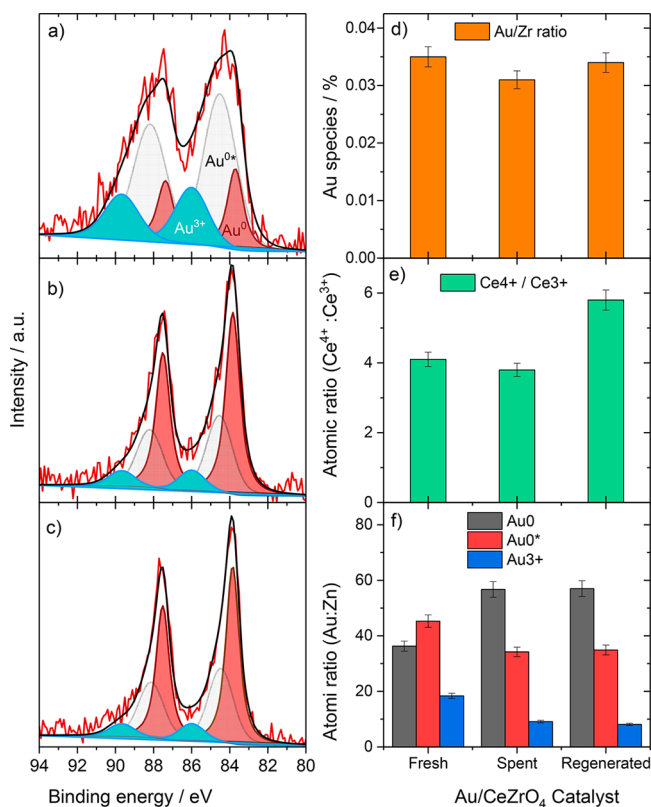 a)
Au⁰*
Au³⁺
Au⁰
b)
c)
Intensity / a.u.
94 92 90 88 86 84 82 80
Binding energy / eV
d)
Au/Zr ratio
Au species / %
0.04
0.03
0.02
0.01
0.00
e)
Ce4+ / Ce3+
Atomic ratio (Ce⁴⁺ :Ce³⁺)
6
4
2
0
f)
Au0
Au0*
Au3+
Atomi ratio (Au:Zn)
80
60
40
20
0
Fresh Spent Regenerated
Au/CeZrO₄ Catalyst